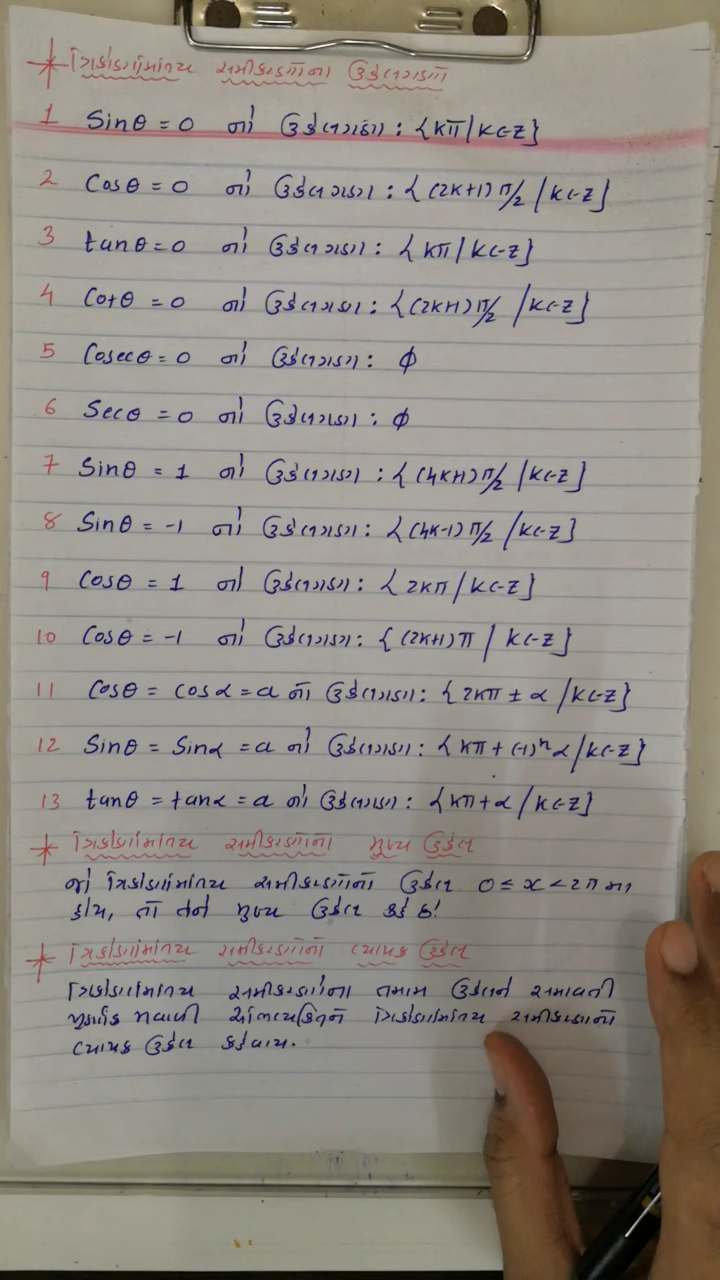 * ત્રિકોણમિતિય સમીકરણોના ઉકેલગણો
1 Sinθ = 0 નો ઉકેલગણ : {kπ/k∈Z}
2 Cosθ = 0 નો ઉકેલગણ : {(2k+1)π/2 /k∈Z}
3 tanθ = 0 નો ઉકેલગણ : {kπ/k∈Z}
4 Cotθ = 0 નો ઉકેલગણ : {(2k+1)π/2 /k∈Z}
5 Cosecθ = 0 નો ઉકેલગણ : ϕ
6 Secθ = 0 નો ઉકેલગણ : ϕ
7 Sinθ = 1 નો ઉકેલગણ : {(4k+1)π/2 /k∈Z}
8 Sinθ = -1 નો ઉકેલગણ : {(4k-1)π/2 /k∈Z}
9 Cosθ = 1 નો ઉકેલગણ : {2kπ/k∈Z}
10 Cosθ = -1 નો ઉકેલગણ : {(2k+1)π / k∈Z}
11 Cosθ = cosα = a નો ઉકેલગણ : {2kπ ± α /k∈Z}
12 Sinθ = Sinα = a નો ઉકેલગણ : {kπ + (-1)ⁿ α/k∈Z}
13 tanθ = tanα = a નો ઉકેલગણ : {kπ+α /k∈Z}
* ત્રિકોણમિતિય સમીકરણોના મુખ્ય ઉકેલ
જો ત્રિકોણમિતિય સમીકરણોનો ઉકેલ 0 ≤ x < 2π મા
હોય, તો તેને મુખ્ય ઉકેલ કહે છે!
* ત્રિકોણમિતિય સમીકરણોનો વ્યાપક ઉકેલ
ત્રિકોણમિતિય સમીકરણોના તમામ ઉકેલને સમાવતી
પૂર્ણાંક મવાળી અભિવ્યક્તિને ત્રિકોણમિતિય સમીકરણનો
વ્યાપક ઉકેલ કહેવાય.